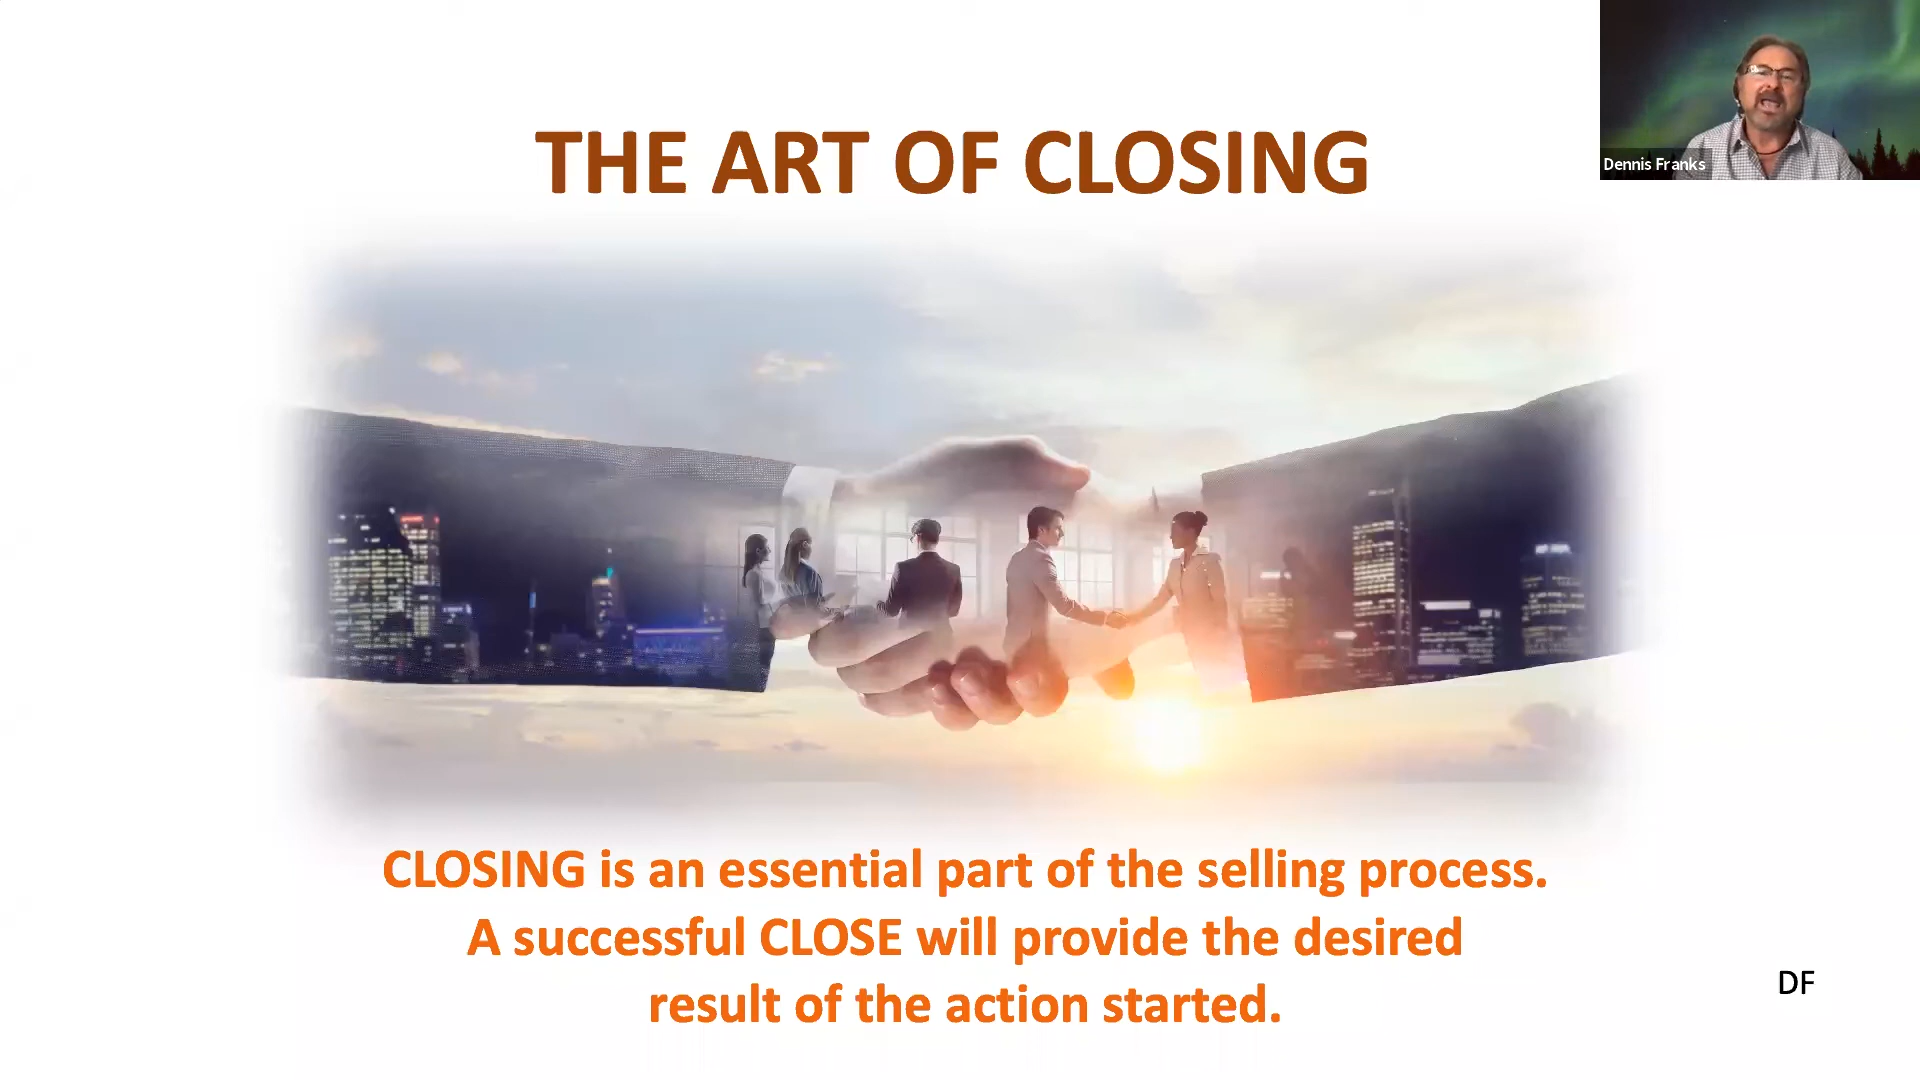 THE ART OF CLOSING
Dennis Franks
CLOSING is an essential part of the selling process.
A successful CLOSE will provide the desired
result of the action started.
DF